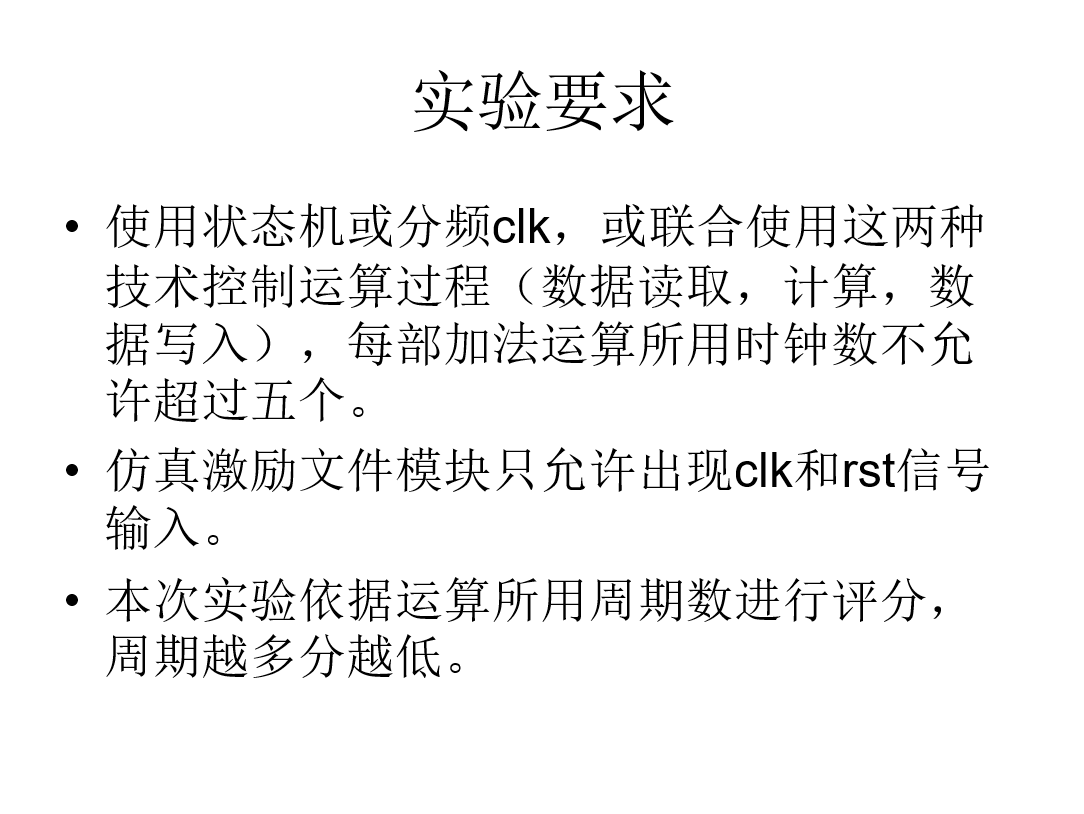 实验要求
• 使用状态机或分频clk，或联合使用这两种
技术控制运算过程（数据读取，计算，数
据写入），每部加法运算所用时钟数不允
许超过五个。
• 仿真激励文件模块只允许出现clk和rst信号
输入。
• 本次实验依据运算所用周期数进行评分，
周期越多分越低。